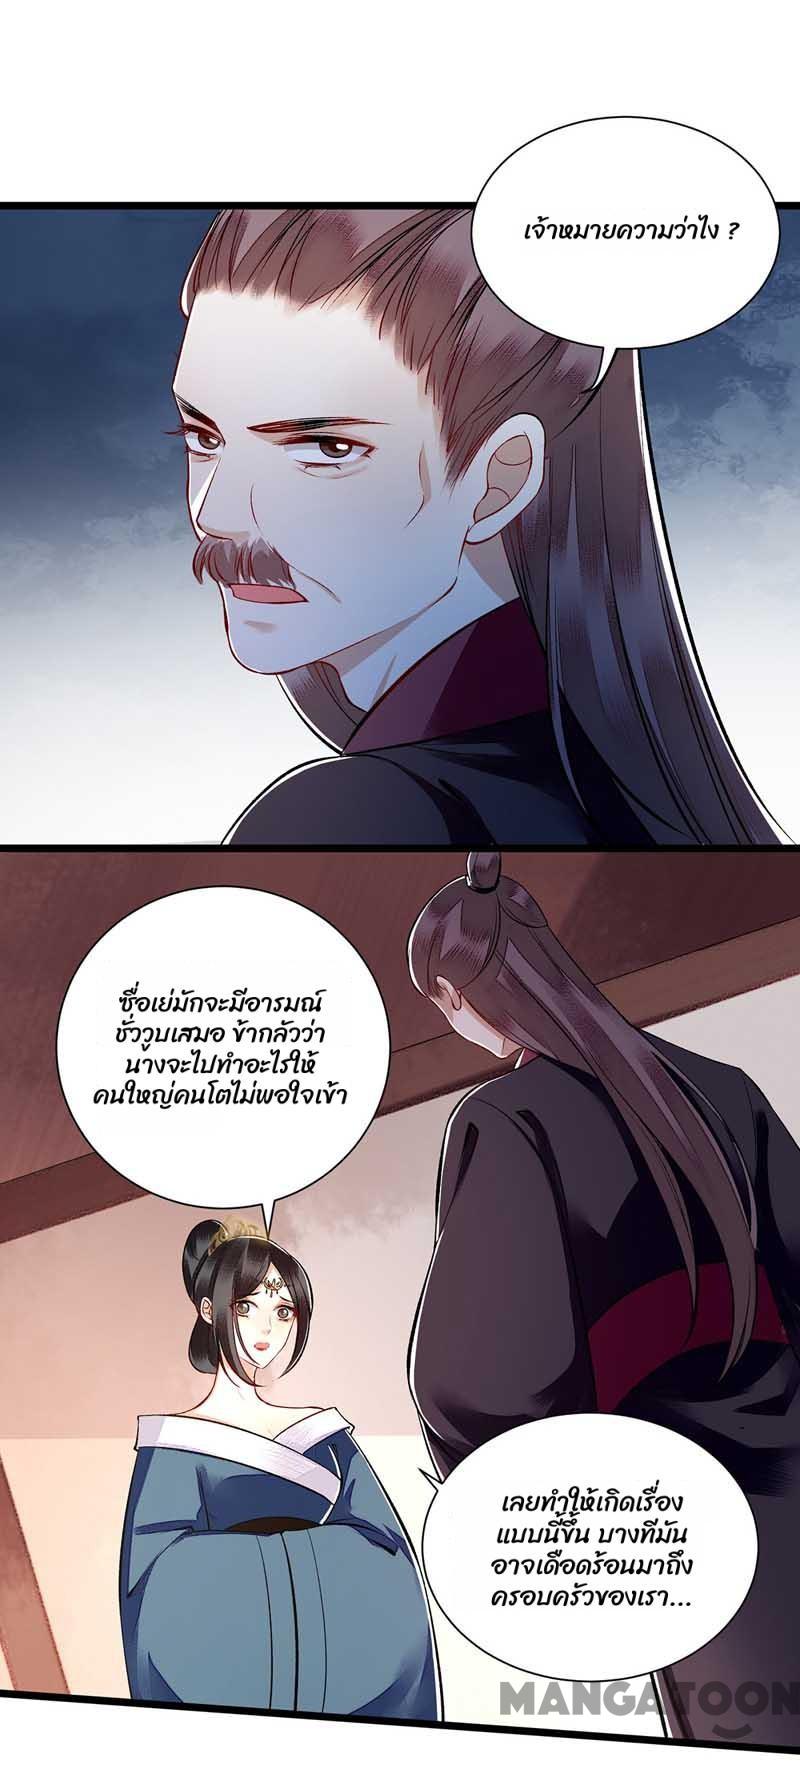 เจ้าหมายความว่าไง ?
ซื่อเย่มักจะมีอารมณ์
ชั่ววูบเสมอ ข้ากลัวว่า
นางจะไปทำอะไรให้
คนใหญ่คนโตไม่พอใจเข้า
เลยทำให้เกิดเรื่อง
แบบนี้ขึ้น บางทีมัน
อาจเดือดร้อนมาถึง
ครอบครัวของเรา...
MANGATOON